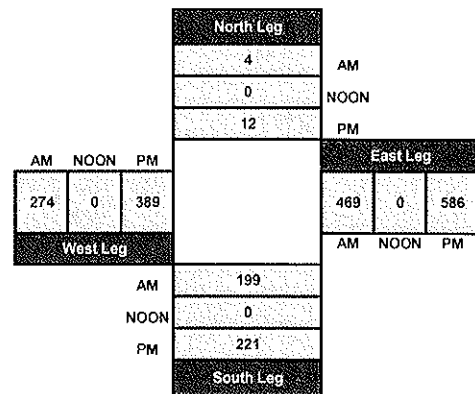 North Leg
4 AM
0 NOON
12 PM
AM NOON PM
East Leg
274 0 389
469 0 586
West Leg
AM NOON PM
AM 199
NOON 0
PM 221
South Leg